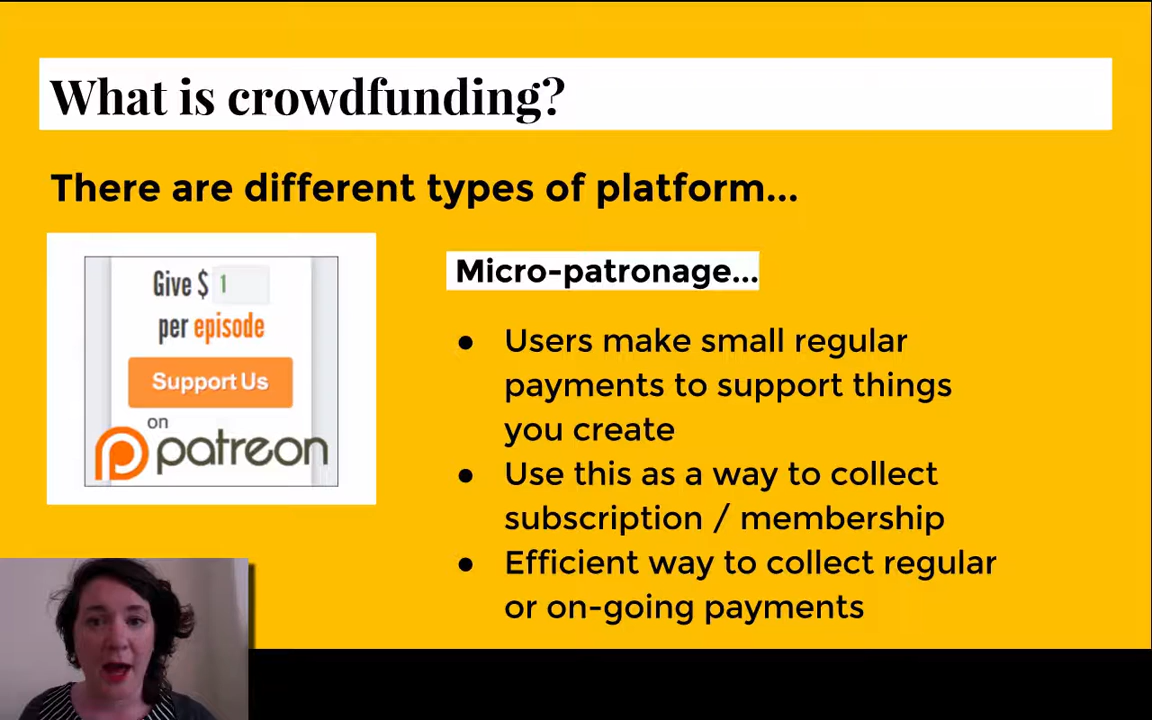 What is crowdfunding?
There are different types of platform...
Give $ 1
per episode
Support Us
on
patreon
Micro-patronage...
● Users make small regular
payments to support things
you create
● Use this as a way to collect
subscription / membership
● Efficient way to collect regular
or on-going payments